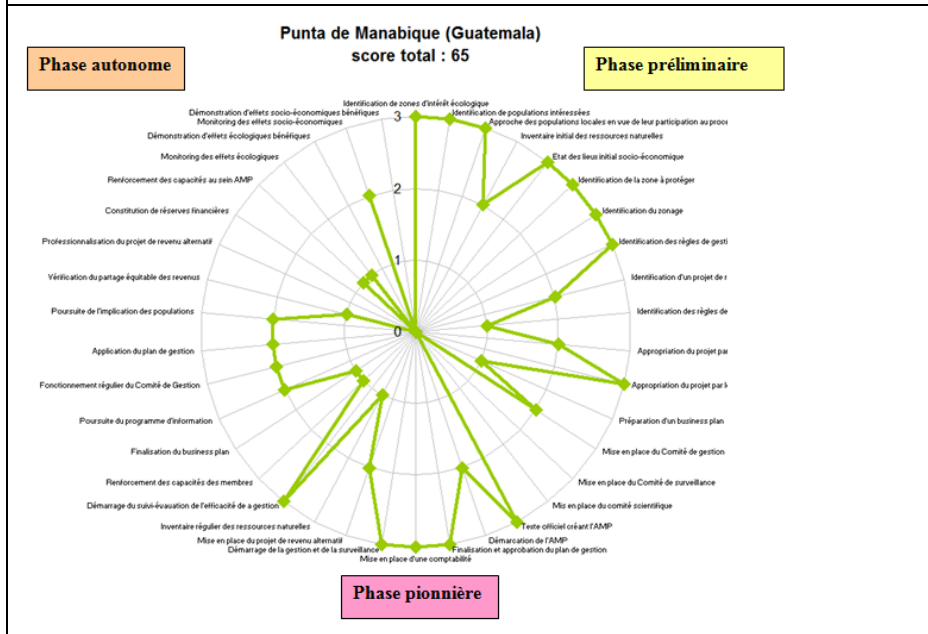 Punta de Manabique (Guatemala)
score total : 65
Phase autonome
Phase préliminaire
Identification de zones d'intérêt écologique
Démonstration d'effets socio-économiques bénéfiques
Identification de populations intéressées
Monitoring des effets socio-économiques
Approche des populations locales en vue de leur participation au proce
Démonstration d'effets écologiques bénéfiques
Inventaire initial des ressources naturelles
Monitoring des effets écologiques
Etat des lieux initial socio-économique
Renforcement des capacités au sein AMP
Identification de la zone à protéger
Constitution de réserves financières
Identification du zonage
Professionnalisation du projet de revenu alternatif
Identification des règles de gesti
Vérification du partage équitable des revenus
Identification d'un projet de r
Poursuite de l'implication des populations
Identification des règles de
Application du plan de gestion
Appropriation du projet par
Fonctionnement régulier du Comité de Gestion
Appropriation du projet par le
Poursuite du programme d'information
Préparation d'un business plan
Finalisation du business plan
Mise en place du Comité de gestion
Renforcement des capacités des membres
Mise en place du Comité de surveillance
Démarrage du suivi-évauation de l'efficacité de a gestion
Mis en place du comité scientifique
Inventaire régulier des ressources naturelles
Texte officiel créant l'AMP
Mise en place du projet de revenu alternatif
Démarcation de l'AMP
Démarrage de la gestion et de la surveillance
Finalisation et approbation du plan de gestion
Mise en place d'une comptabilité
3
2
1
0
Phase pionnière